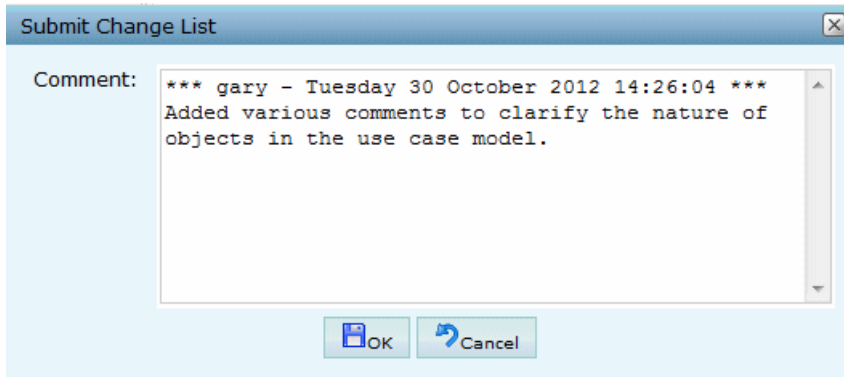 Submit Change List
Comment:
*** gary - Tuesday 30 October 2012 14:26:04 ***
Added various comments to clarify the nature of
objects in the use case model.
OK
Cancel